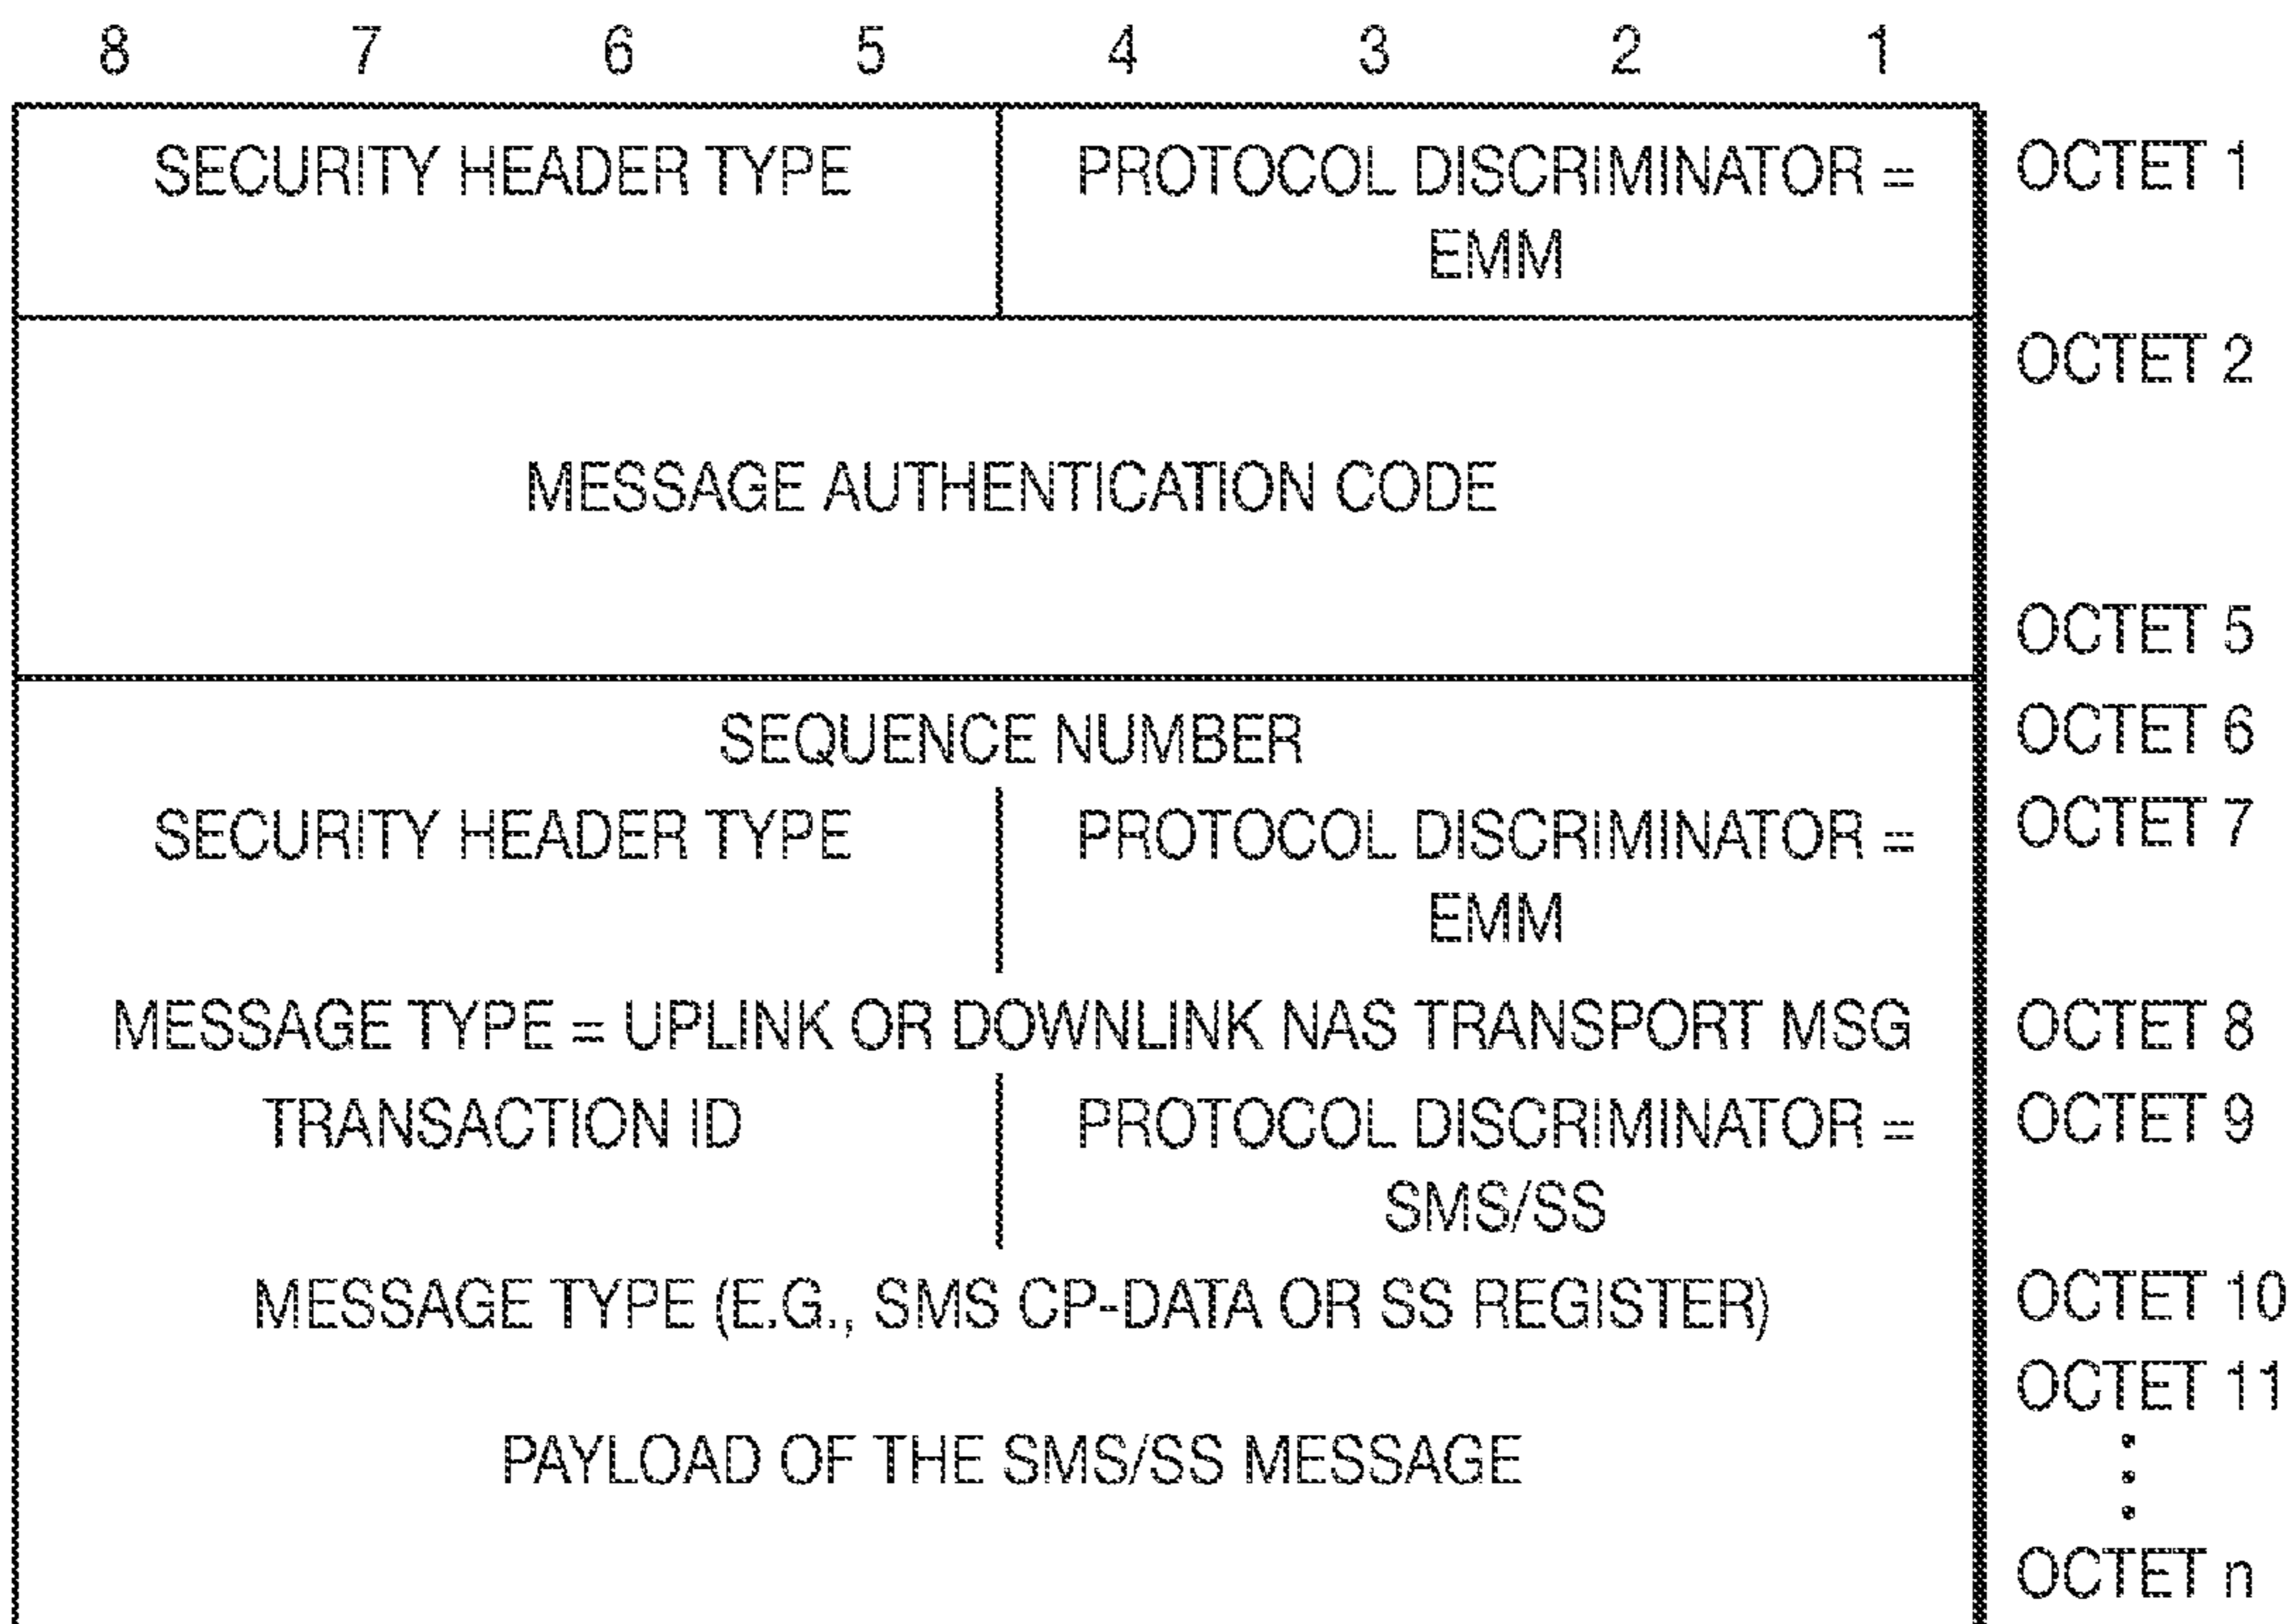 8 7 6 5 4 3 2 1
SECURITY HEADER TYPE PROTOCOL DISCRIMINATOR = OCTET 1
EMM
OCTET 2
MESSAGE AUTHENTICATION CODE
OCTET 5
SEQUENCE NUMBER OCTET 6
SECURITY HEADER TYPE PROTOCOL DISCRIMINATOR = OCTET 7
EMM
MESSAGE TYPE = UPLINK OR DOWNLINK NAS TRANSPORT MSG OCTET 8
TRANSACTION ID PROTOCOL DISCRIMINATOR = OCTET 9
SMS/SS
MESSAGE TYPE (E.G., SMS CP-DATA OR SS REGISTER) OCTET 10
OCTET 11
PAYLOAD OF THE SMS/SS MESSAGE
OCTET n